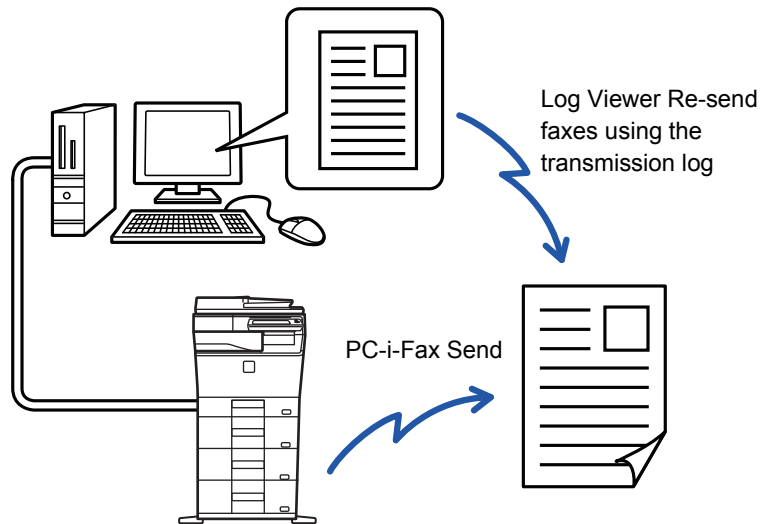 Log Viewer Re-send
faxes using the
transmission log
PC-i-Fax Send